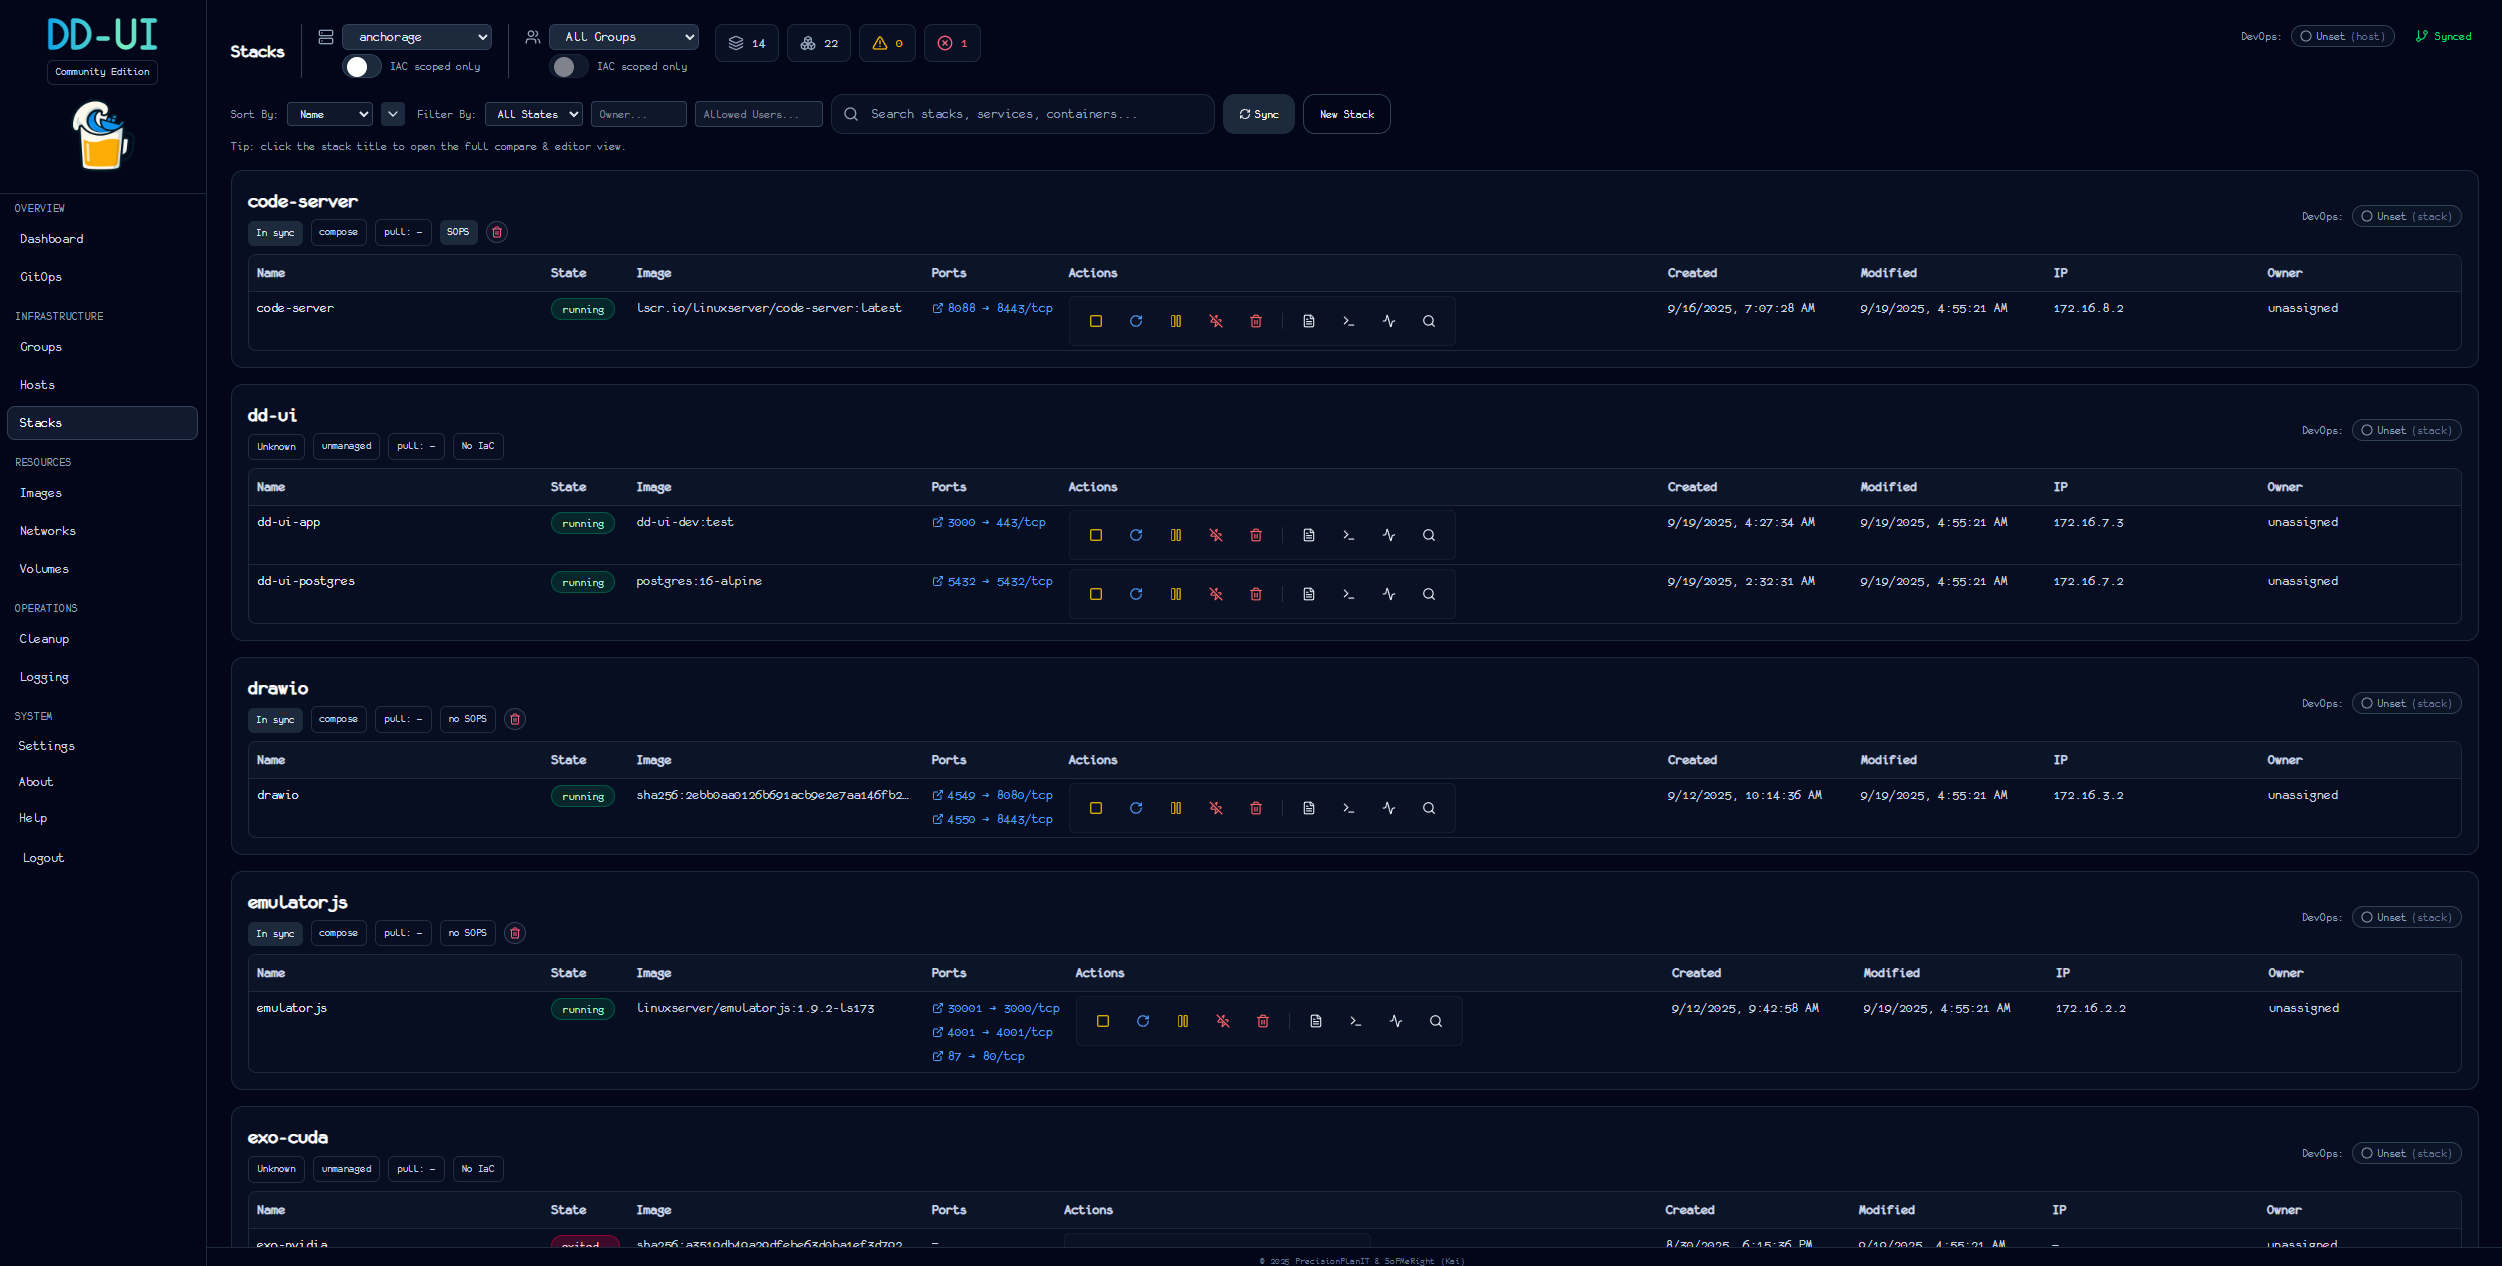 DD-UI
Community Edition
OVERVIEW
Dashboard
GitOps
INFRASTRUCTURE
Groups
Hosts
Stacks
RESOURCES
Images
Networks
Volumes
OPERATIONS
Cleanup
Logging
SYSTEM
Settings
About
Help
Logout
Stacks
anchorage
IAC scoped only
All Groups
IAC scoped only
14
22
0
1
DevOps: Unset (host) Synced
Sort By: Name Filter By: All States Owner... Allowed Users... Search stacks, services, containers... Sync New Stack
Tip: click the stack title to open the full compare & editor view.
code-server
In sync compose pull: – SOPS
DevOps: Unset (stack)
Name State Image Ports Actions Created Modified IP Owner
code-server running lscr.io/linuxserver/code-server:latest 8088 → 8443/tcp 9/16/2025, 7:07:28 AM 9/19/2025, 4:55:21 AM 172.16.8.2 unassigned
dd-ui
Unknown unmanaged pull: – No IaC
DevOps: Unset (stack)
Name State Image Ports Actions Created Modified IP Owner
dd-ui-app running dd-ui-dev:test 3000 → 443/tcp 9/19/2025, 4:27:34 AM 9/19/2025, 4:55:21 AM 172.16.7.3 unassigned
dd-ui-postgres running postgres:16-alpine 5432 → 5432/tcp 9/19/2025, 2:32:31 AM 9/19/2025, 4:55:21 AM 172.16.7.2 unassigned
drawio
In sync compose pull: – no SOPS
DevOps: Unset (stack)
Name State Image Ports Actions Created Modified IP Owner
drawio running sha256:2ebb0aa0126b691acb9e2e7aa146fb2… 4549 → 8080/tcp 9/12/2025, 10:14:36 AM 9/19/2025, 4:55:21 AM 172.16.3.2 unassigned
4550 → 8443/tcp
emulatorjs
In sync compose pull: – no SOPS
DevOps: Unset (stack)
Name State Image Ports Actions Created Modified IP Owner
emulatorjs running linuxserver/emulatorjs:1.9.2-ls173 30001 → 3000/tcp 9/12/2025, 9:42:58 AM 9/19/2025, 4:55:21 AM 172.16.2.2 unassigned
4001 → 4001/tcp
87 → 80/tcp
exo-cuda
Unknown unmanaged pull: – No IaC
DevOps: Unset (stack)
Name State Image Ports Actions Created Modified IP Owner
exo-nvidia exited sha256:a3519db49a29dfebe63d0ba1ef3d792… – 8/30/2025, 6:15:36 PM 9/19/2025, 4:55:21 AM – unassigned
© 2025 PrecisionPlanIT & SoFMeRight (Kai)